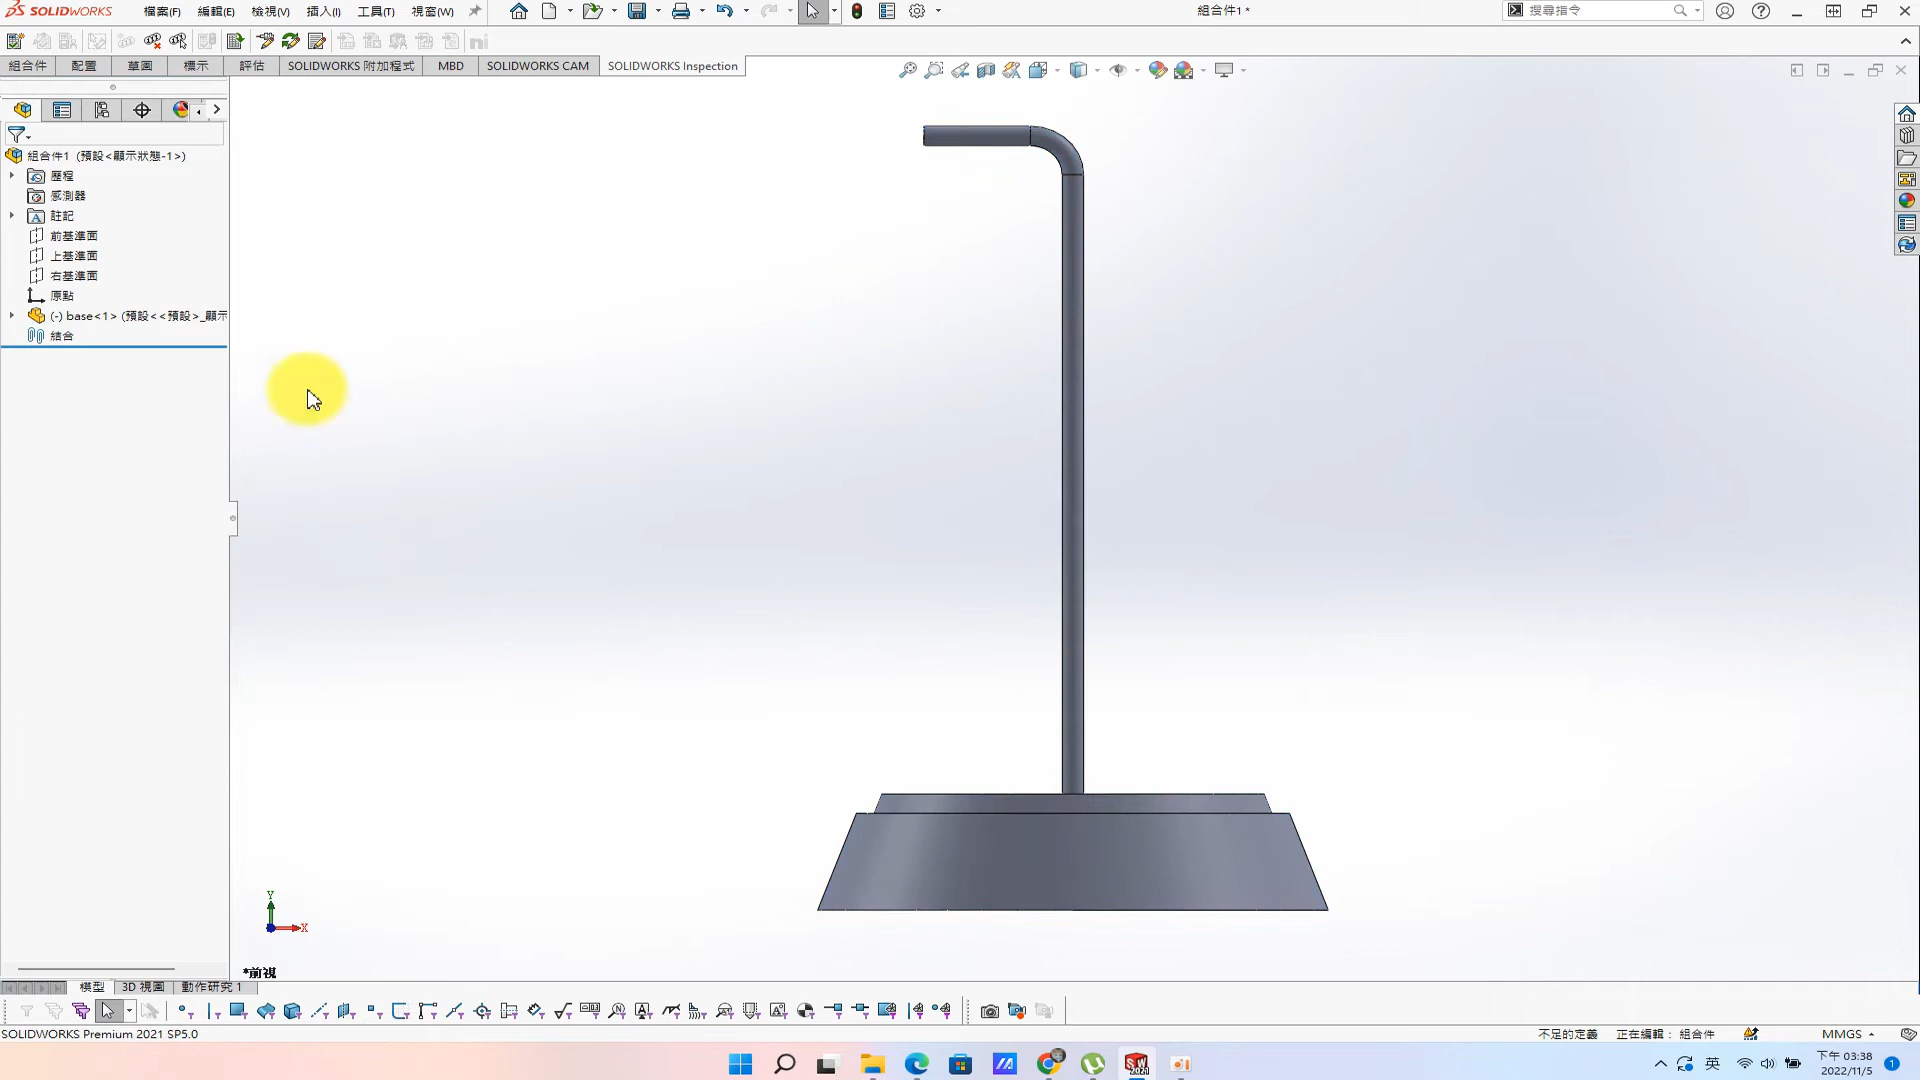 SOLIDWORKS 檔案(F) 編輯(E) 檢視(V) 插入(I) 工具(T) 視窗(W) 組合件1 * 搜尋指令
組合件 配置 草圖 標示 評估 SOLIDWORKS 附加程式 MBD SOLIDWORKS CAM SOLIDWORKS Inspection
組合件1 (預設<顯示狀態-1>)
歷程
感測器
註記
前基準面
上基準面
右基準面
原點
(-) base<1> (預設<<預設>_顯示
結合
Y
X
*前視
模型 3D 視圖 動作研究 1
SOLIDWORKS Premium 2021 SP5.0 不足的定義 正在編輯： 組合件 MMGS
英 下午 03:38
2022/11/5 1